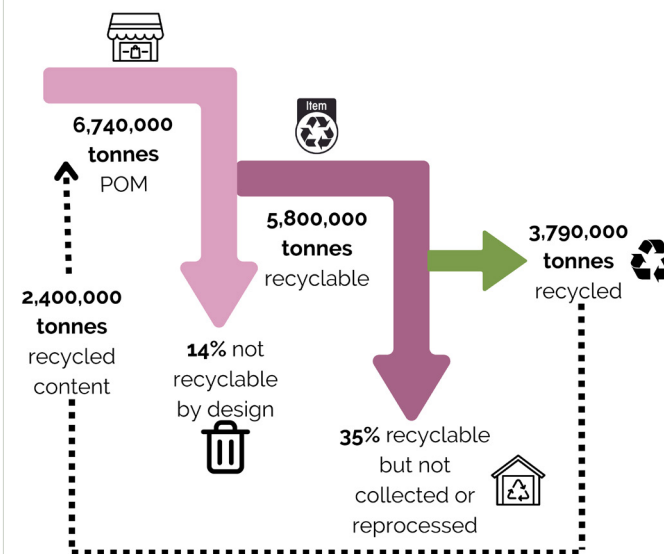 6,740,000
tonnes
POM
Item
5,800,000
tonnes
recyclable
3,790,000
tonnes
recycled
2,400,000
tonnes
recycled
content
14% not
recyclable
by design
35% recyclable
but not
collected or
reprocessed